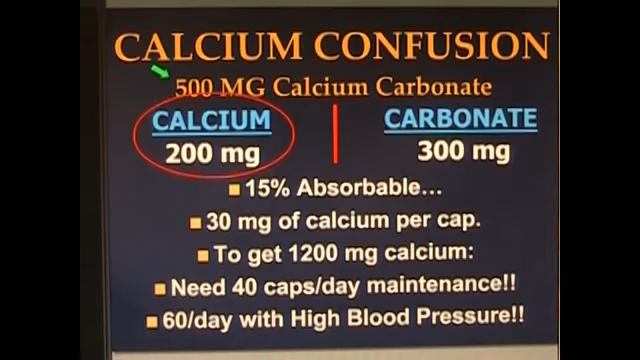 CALCIUM CONFUSION
500 MG Calcium Carbonate
CALCIUM CARBONATE
200 mg 300 mg
15% Absorbable...
30 mg of calcium per cap.
To get 1200 mg calcium:
Need 40 caps/day maintenance!!
60/day with High Blood Pressure!!